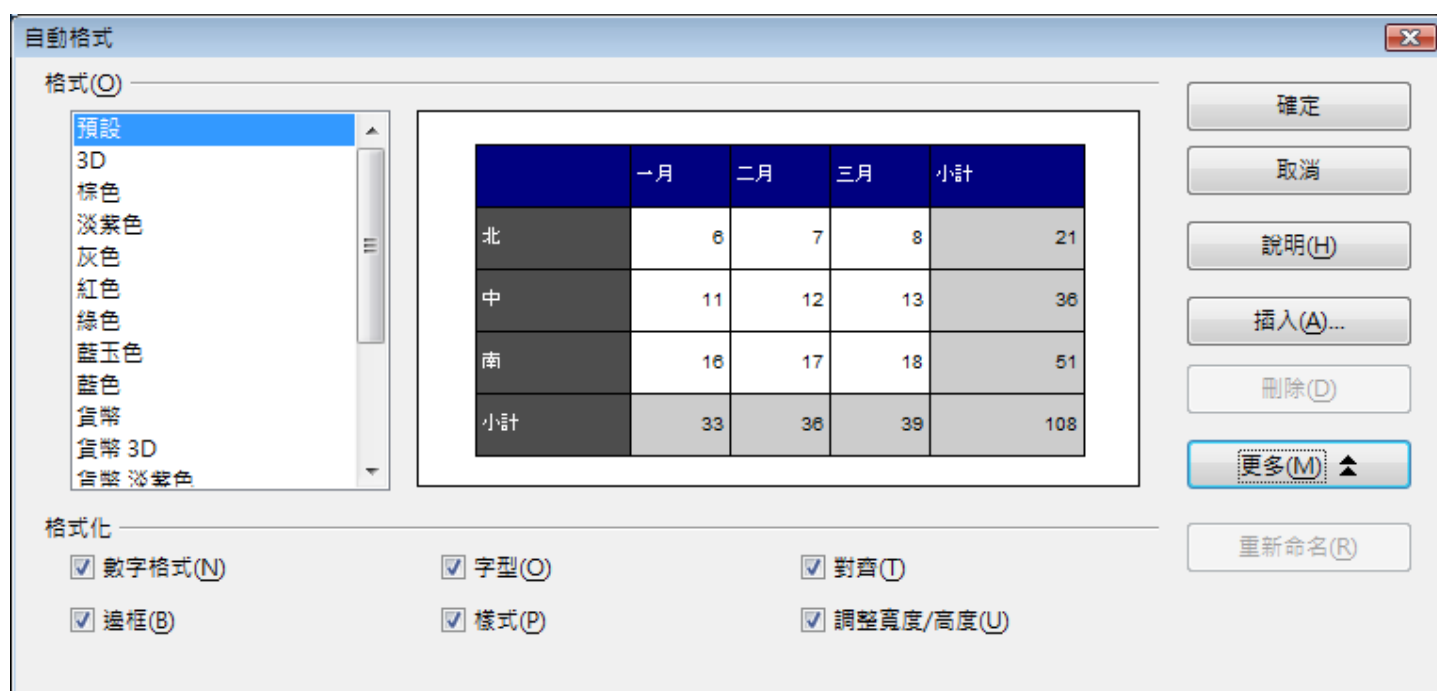 自動格式
格式(O)
預設
3D
棕色
淡紫色
灰色
紅色
綠色
藍玉色
藍色
貨幣
貨幣 3D
貨幣 淡紫色
一月 二月 三月 小計
北 6 7 8 21
中 11 12 13 36
南 16 17 18 51
小計 33 36 39 108
確定
取消
說明(H)
插入(A)...
刪除(D)
更多(M)
重新命名(R)
格式化
數字格式(N) 字型(O) 對齊(T)
邊框(B) 樣式(P) 調整寬度/高度(U)